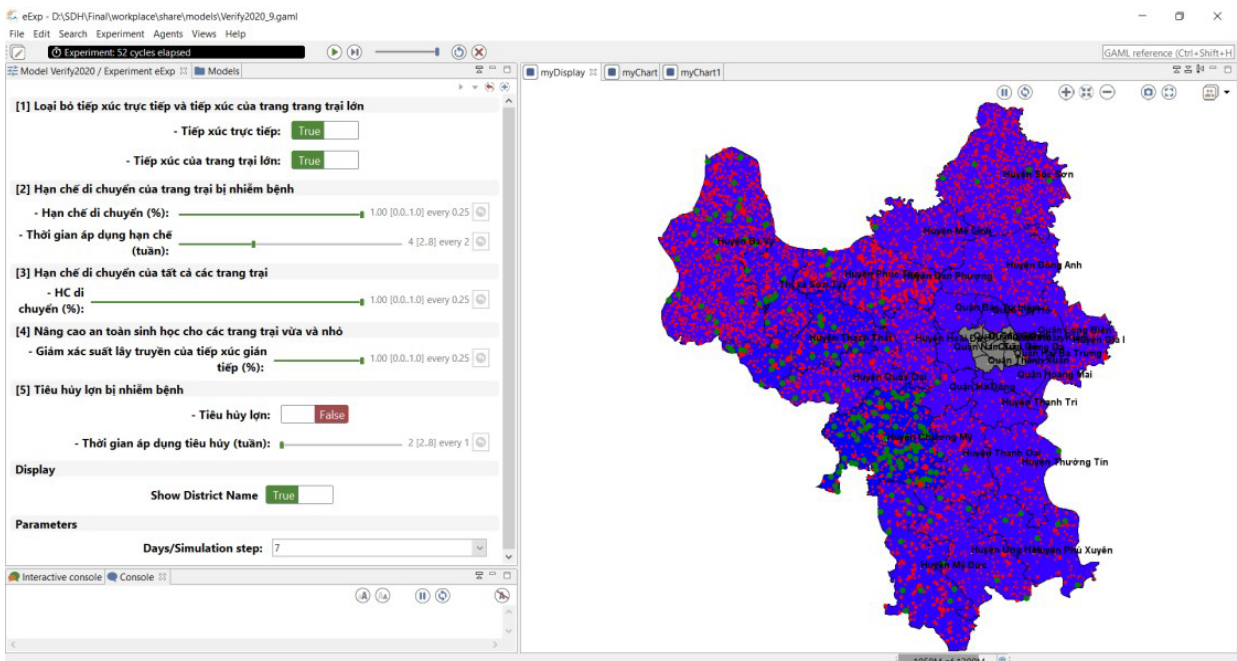 eExp - D:\SDH\Final\workplace\share\models\Verify2020_9.gaml
File Edit Search Experiment Agents Views Help
Experiment: 52 cycles elapsed
GAML reference (Ctrl+Shift+H
Model Verify2020 / Experiment eExp
Models
[1] Loại bỏ tiếp xúc trực tiếp và tiếp xúc của trang trang trại lớn
- Tiếp xúc trực tiếp: True
- Tiếp xúc của trang trại lớn: True
[2] Hạn chế di chuyển của trang trại bị nhiễm bệnh
- Hạn chế di chuyển (%): 1.00 [0.0..1.0] every 0.25
- Thời gian áp dụng hạn chế
(tuần): 4 [2..8] every 2
[3] Hạn chế di chuyển của tất cả các trang trại
- HC di
chuyển (%): 1.00 [0.0..1.0] every 0.25
[4] Nâng cao an toàn sinh học cho các trang trại vừa và nhỏ
- Giảm xác suất lây truyền của tiếp xúc gián
tiếp (%): 1.00 [0.0..1.0] every 0.25
[5] Tiêu hủy lợn bị nhiễm bệnh
- Tiêu hủy lợn: False
- Thời gian áp dụng tiêu hủy (tuần): 2 [2..8] every 1
Display
Show District Name True
Parameters
Days/Simulation step: 7
Interactive console
Console
myDisplay
myChart
myChart1
Huyện Sóc Sơn
Huyện Mê Linh
Huyện Ba Vì
Huyện Đông Anh
Huyện Phúc Thọ
Huyện Đan Phượng
Thị xã Sơn Tây
Quận Long Biên
Huyện Thạch Thất
Huyện Gia l
Quận Hai Bà Trưng
Quận Thanh Xuân
Quận Hoàng Mai
Huyện Quốc Oai
Quận Hà Đông
Huyện Thanh Trì
Huyện Chương Mỹ
Huyện Thanh Oai
Huyện Thường Tín
Huyện Phú Xuyên
Huyện Mỹ Đức